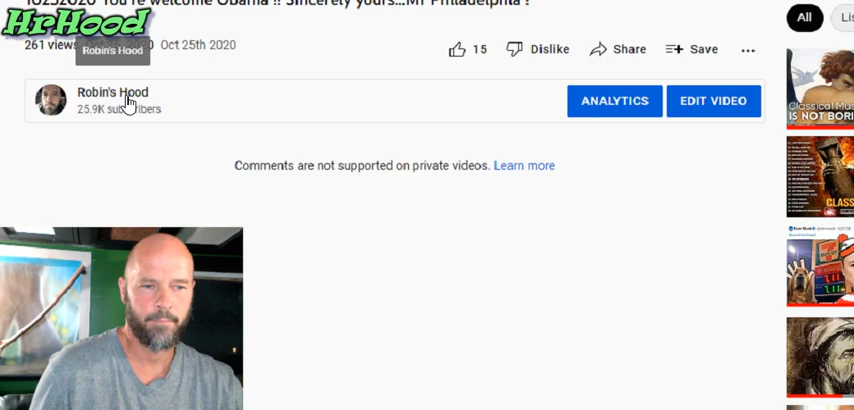 10252020 You're welcome Obama !! Sincerely yours...Mr Philadelphia !
HrHood
261 views
2020 Oct 25th 2020
15 Dislike Share Save ...
Robin's Hood
Robin's Hood
25.9K subscribers
ANALYTICS EDIT VIDEO
Comments are not supported on private videos. Learn more
All
Classical Mus
IS NOT BORI
CLASS